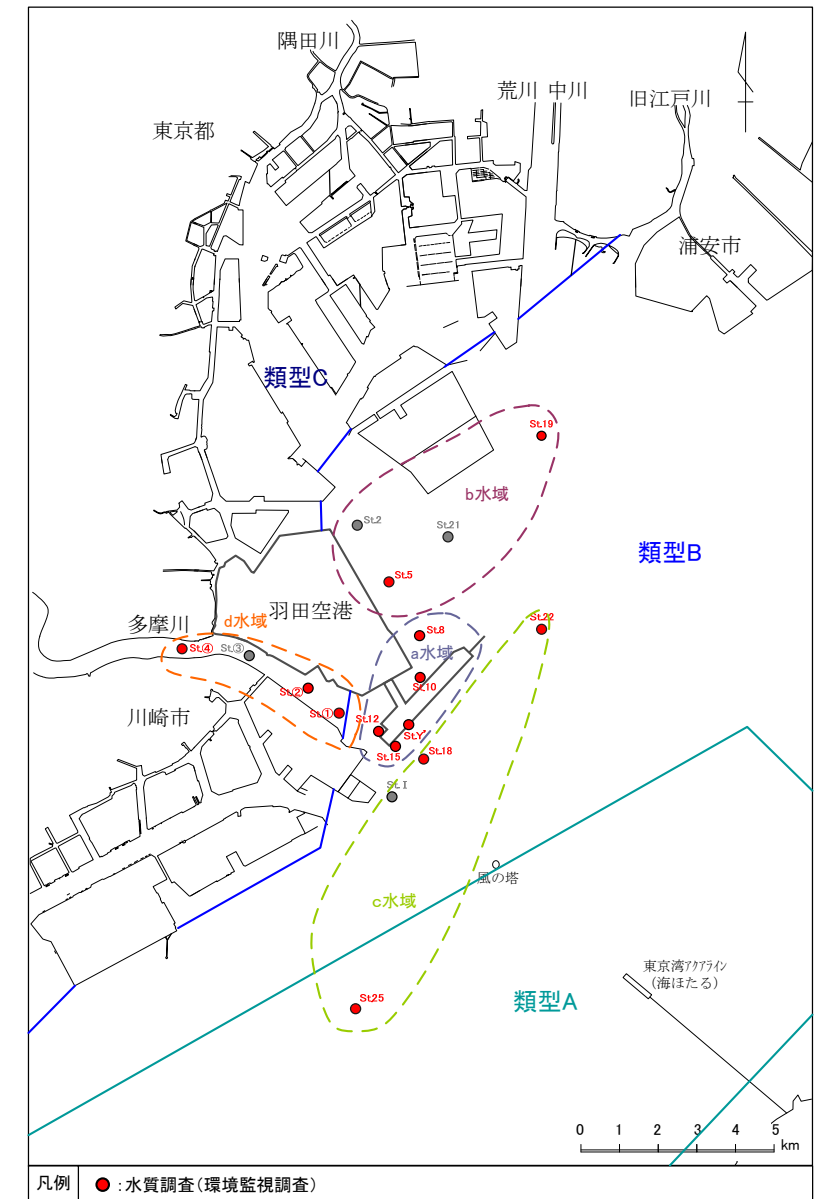 隅田川
荒川 中川
旧江戸川
東京都
浦安市
類型C
St.19
b水域
St.2
St.21
類型B
St.5
羽田空港
d水域
多摩川
St.8
St.22
St.④
St.③
a水域
St.10
St.②
St.①
川崎市
St.12
St.Y'
St.15
St.18
St.I
風の塔
c水域
東京湾アクアライン
(海ほたる)
St.25
類型A
0 1 2 3 4 5
km
凡例
:水質調査(環境監視調査)